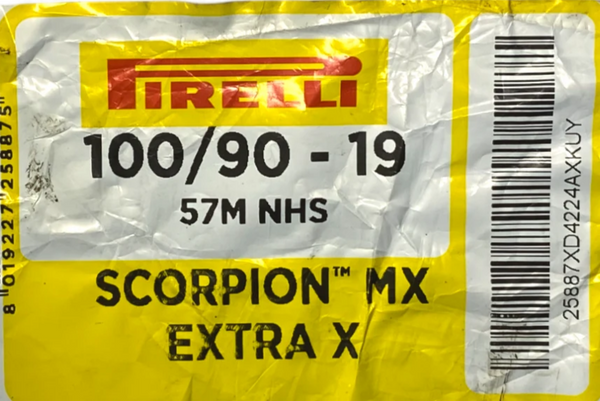 PIRELLI
100/90 - 19
57M NHS
SCORPION™ MX
EXTRA X
25887XD4224AXKUY
8"019227"258875"